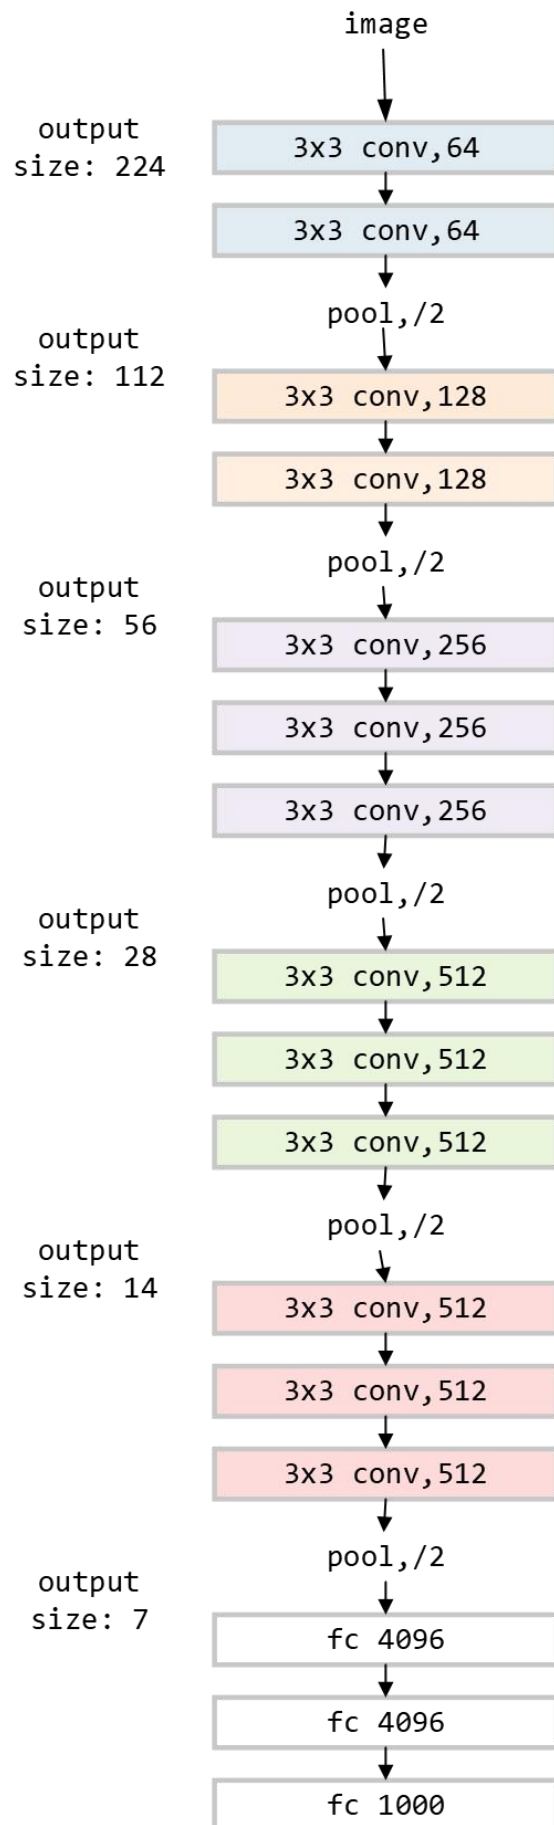 image
output
size: 224
3x3 conv,64
3x3 conv,64
pool,/2
output
size: 112
3x3 conv,128
3x3 conv,128
pool,/2
output
size: 56
3x3 conv,256
3x3 conv,256
3x3 conv,256
pool,/2
output
size: 28
3x3 conv,512
3x3 conv,512
3x3 conv,512
pool,/2
output
size: 14
3x3 conv,512
3x3 conv,512
3x3 conv,512
pool,/2
output
size: 7
fc 4096
fc 4096
fc 1000